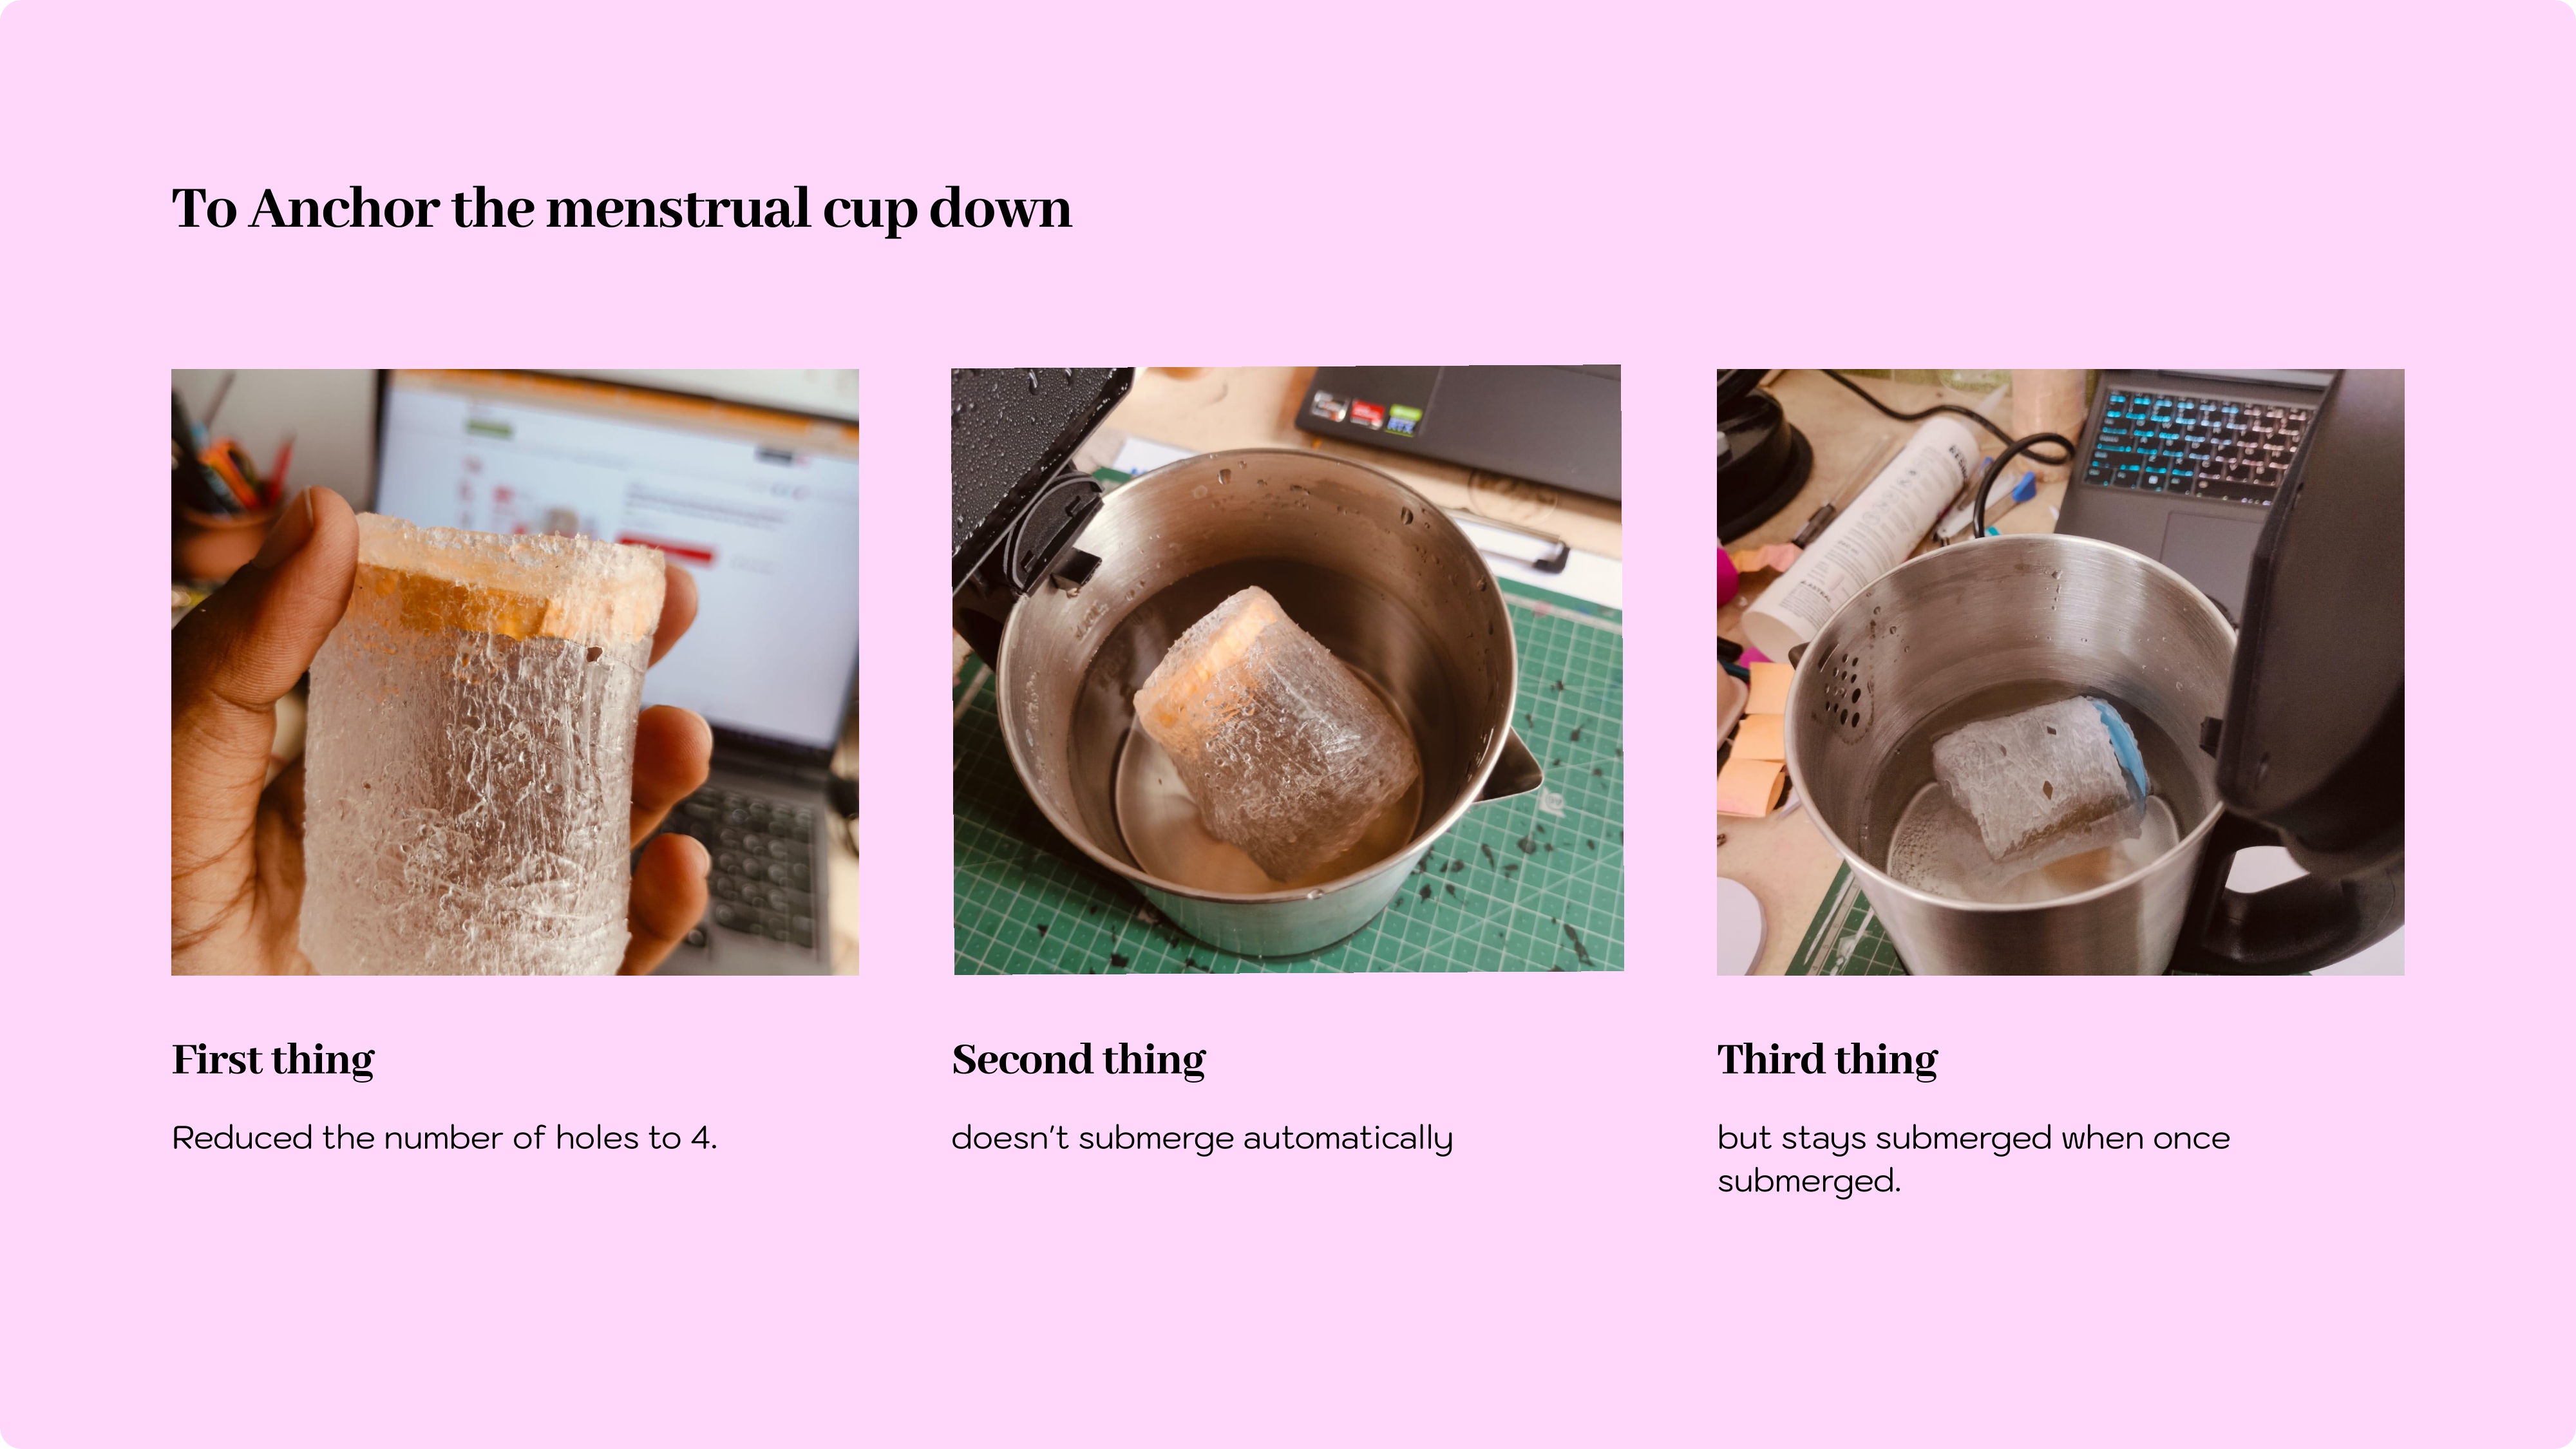 To Anchor the menstrual cup down
First thing
Reduced the number of holes to 4.
Second thing
doesn't submerge automatically
Third thing
but stays submerged when once
submerged.